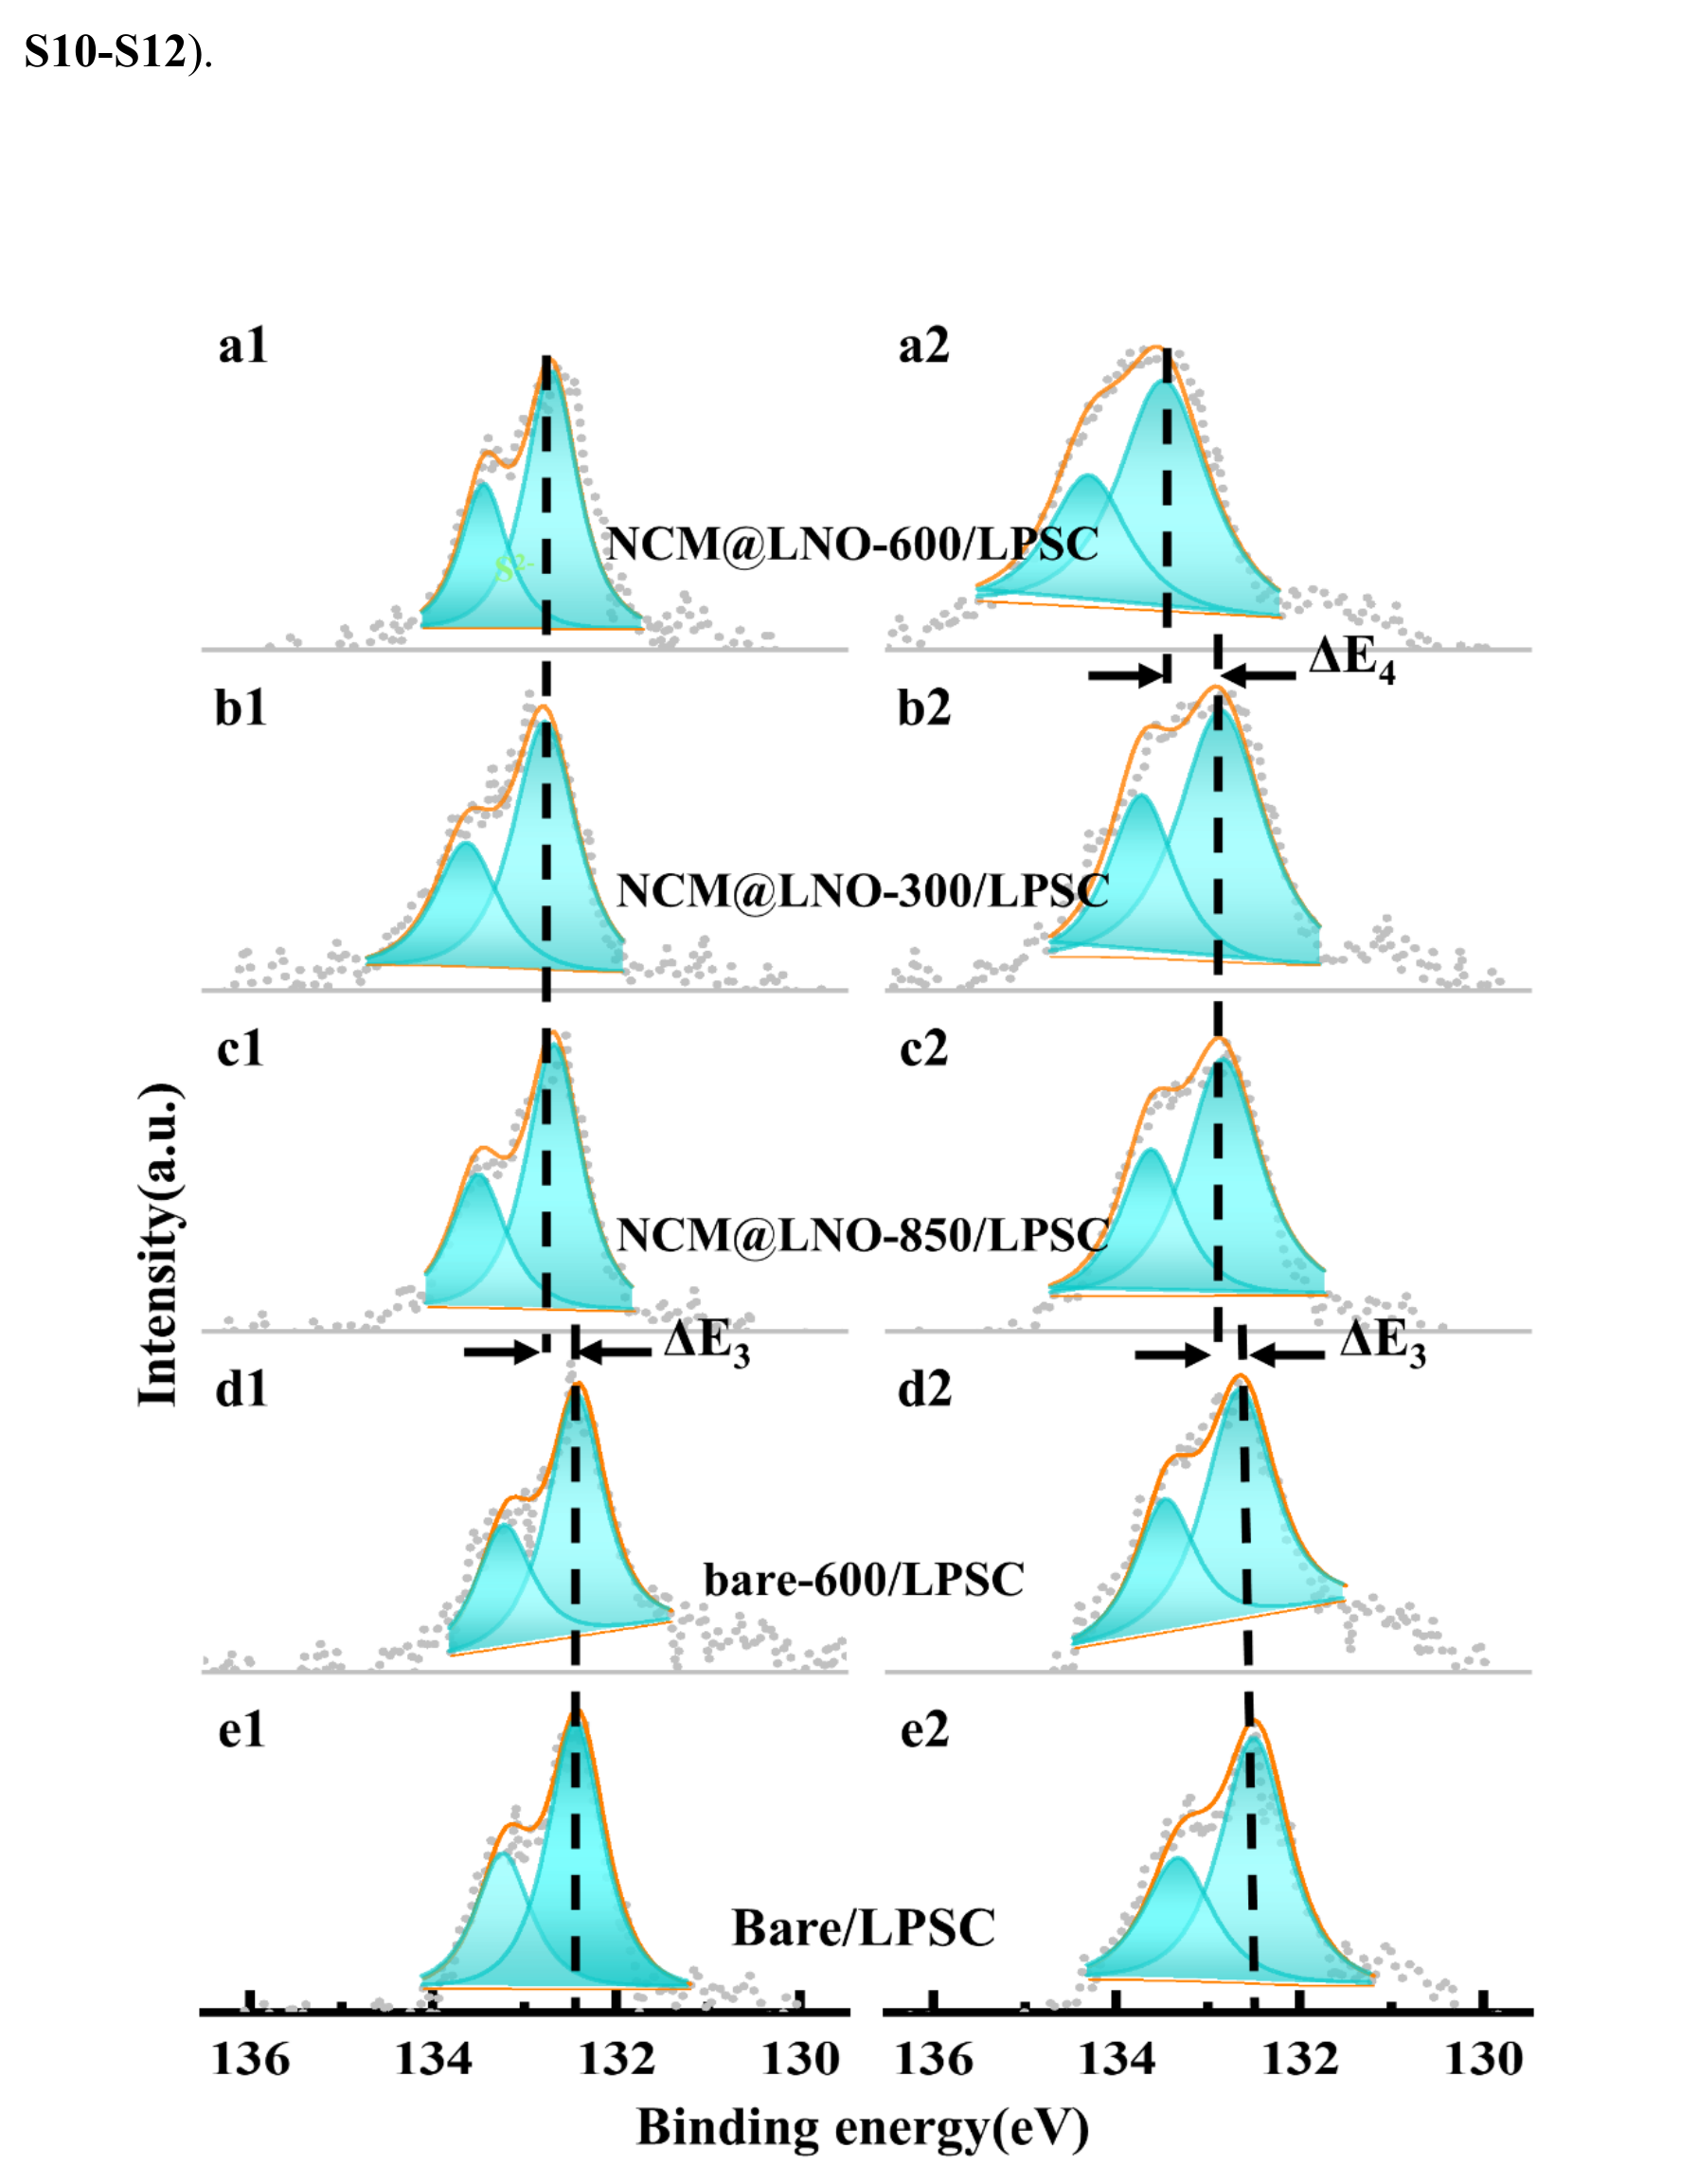 S10-S12).
a1
a2
S²⁻
NCM@LNO-600/LPSC
ΔE₄
b1
b2
NCM@LNO-300/LPSC
c1
c2
NCM@LNO-850/LPSC
ΔE₃
ΔE₃
d1
d2
bare-600/LPSC
e1
e2
Bare/LPSC
Intensity(a.u.)
136 134 132 130 136 134 132 130
Binding energy(eV)